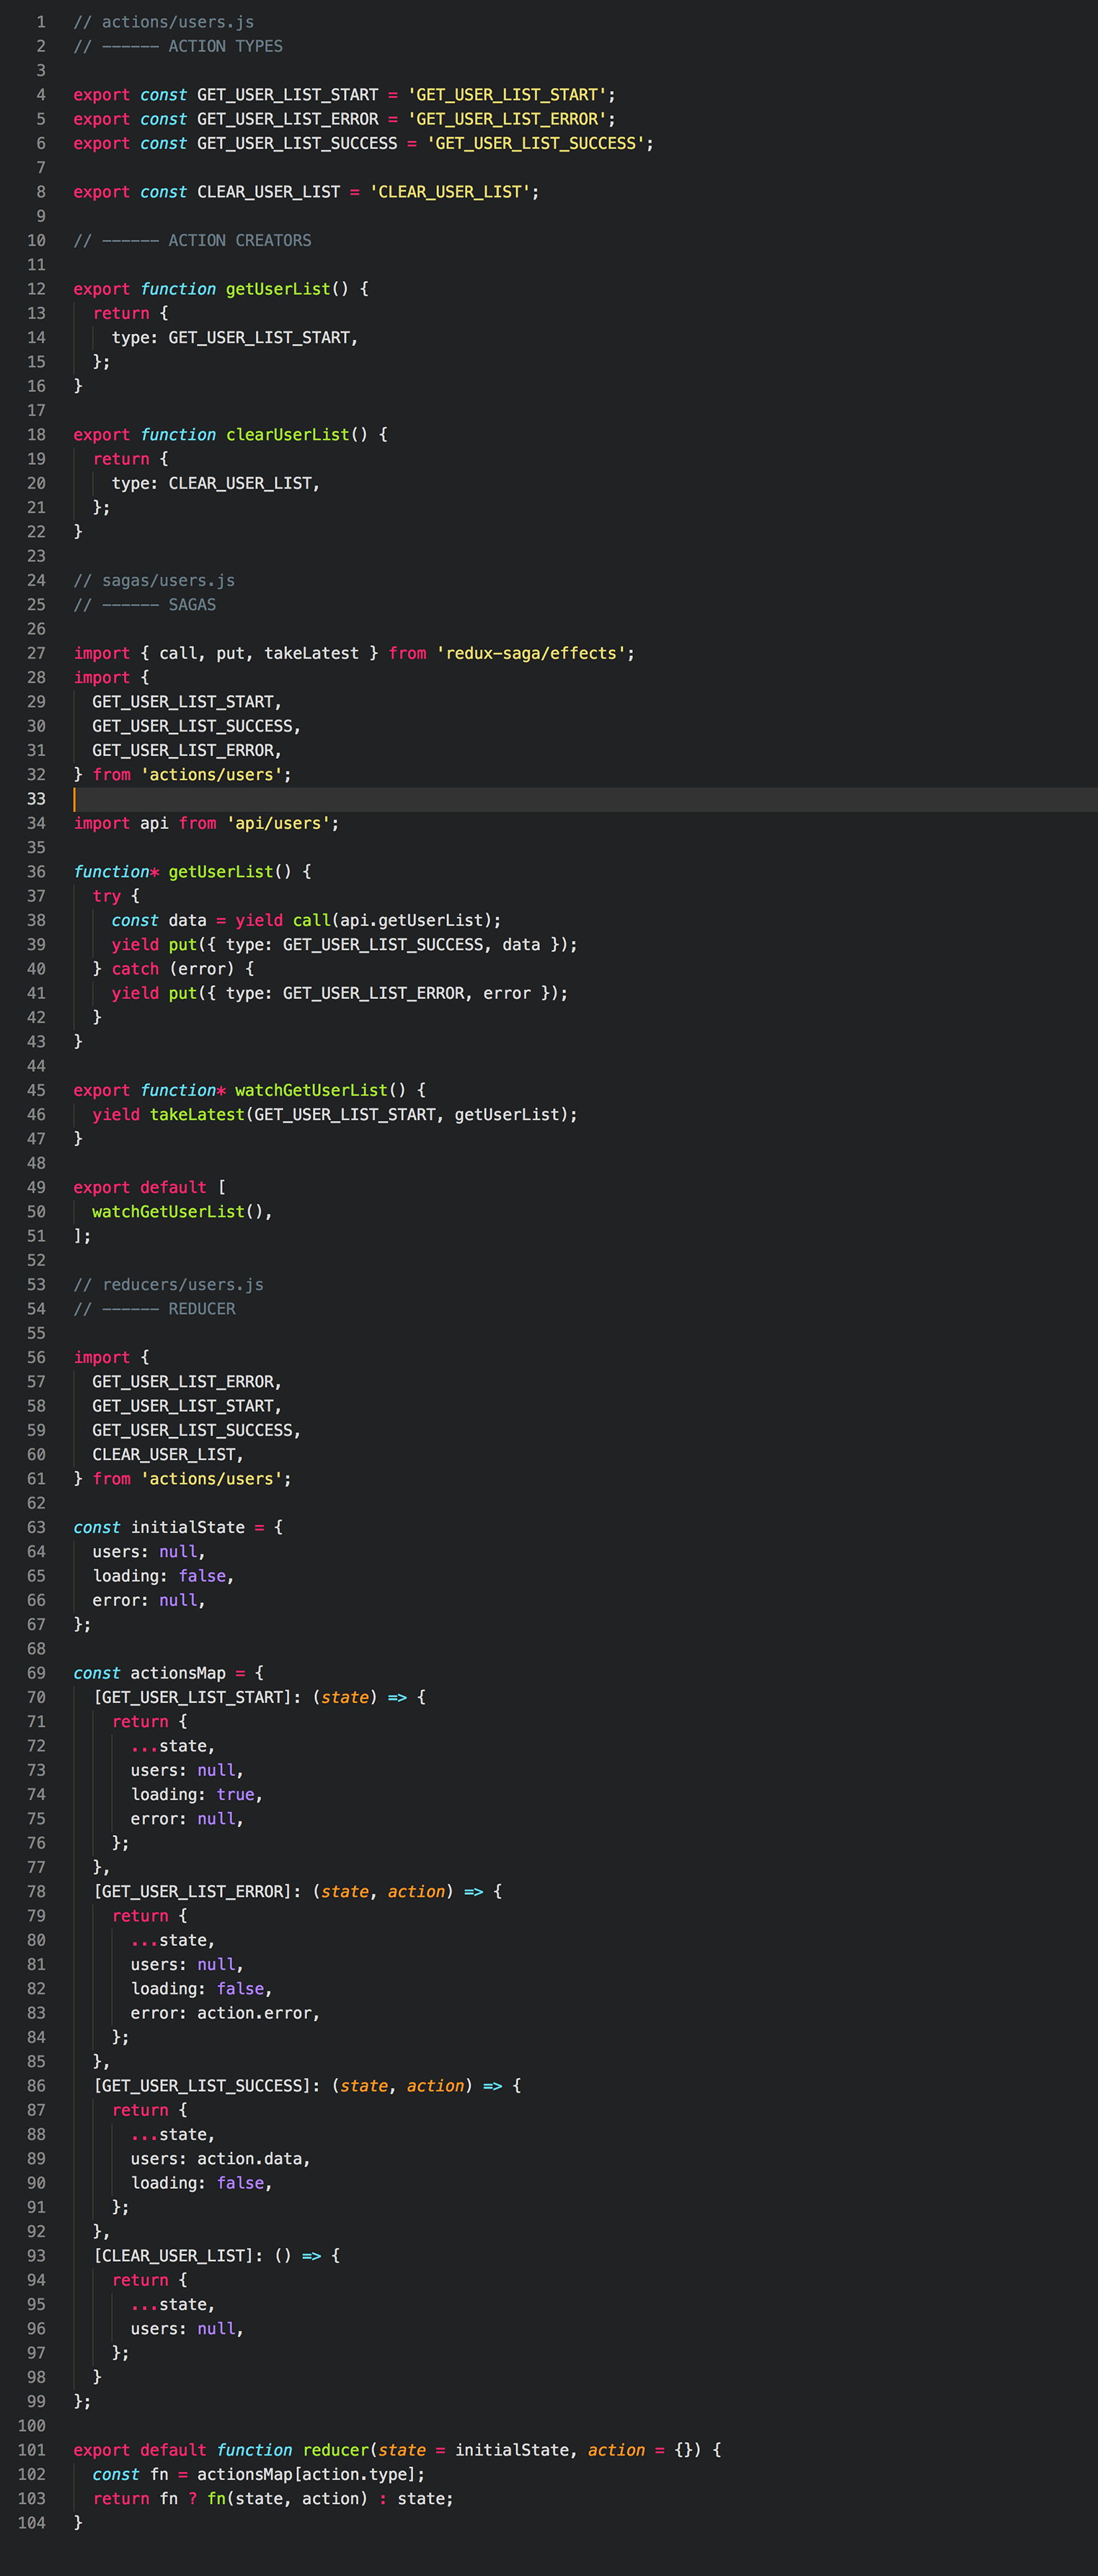 1 // actions/users.js
2 // ------ ACTION TYPES
3
4 export const GET_USER_LIST_START = 'GET_USER_LIST_START';
5 export const GET_USER_LIST_ERROR = 'GET_USER_LIST_ERROR';
6 export const GET_USER_LIST_SUCCESS = 'GET_USER_LIST_SUCCESS';
7
8 export const CLEAR_USER_LIST = 'CLEAR_USER_LIST';
9
10 // ------ ACTION CREATORS
11
12 export function getUserList() {
13   return {
14     type: GET_USER_LIST_START,
15   };
16 }
17
18 export function clearUserList() {
19   return {
20     type: CLEAR_USER_LIST,
21   };
22 }
23
24 // sagas/users.js
25 // ------ SAGAS
26
27 import { call, put, takeLatest } from 'redux-saga/effects';
28 import {
29   GET_USER_LIST_START,
30   GET_USER_LIST_SUCCESS,
31   GET_USER_LIST_ERROR,
32 } from 'actions/users';
33
34 import api from 'api/users';
35
36 function* getUserList() {
37   try {
38     const data = yield call(api.getUserList);
39     yield put({ type: GET_USER_LIST_SUCCESS, data });
40   } catch (error) {
41     yield put({ type: GET_USER_LIST_ERROR, error });
42   }
43 }
44
45 export function* watchGetUserList() {
46   yield takeLatest(GET_USER_LIST_START, getUserList);
47 }
48
49 export default [
50   watchGetUserList(),
51 ];
52
53 // reducers/users.js
54 // ------ REDUCER
55
56 import {
57   GET_USER_LIST_ERROR,
58   GET_USER_LIST_START,
59   GET_USER_LIST_SUCCESS,
60   CLEAR_USER_LIST,
61 } from 'actions/users';
62
63 const initialState = {
64   users: null,
65   loading: false,
66   error: null,
67 };
68
69 const actionsMap = {
70   [GET_USER_LIST_START]: (state) => {
71     return {
72       ...state,
73       users: null,
74       loading: true,
75       error: null,
76     };
77   },
78   [GET_USER_LIST_ERROR]: (state, action) => {
79     return {
80       ...state,
81       users: null,
82       loading: false,
83       error: action.error,
84     };
85   },
86   [GET_USER_LIST_SUCCESS]: (state, action) => {
87     return {
88       ...state,
89       users: action.data,
90       loading: false,
91     };
92   },
93   [CLEAR_USER_LIST]: () => {
94     return {
95       ...state,
96       users: null,
97     };
98   }
99 };
100
101 export default function reducer(state = initialState, action = {}) {
102   const fn = actionsMap[action.type];
103   return fn ? fn(state, action) : state;
104 }